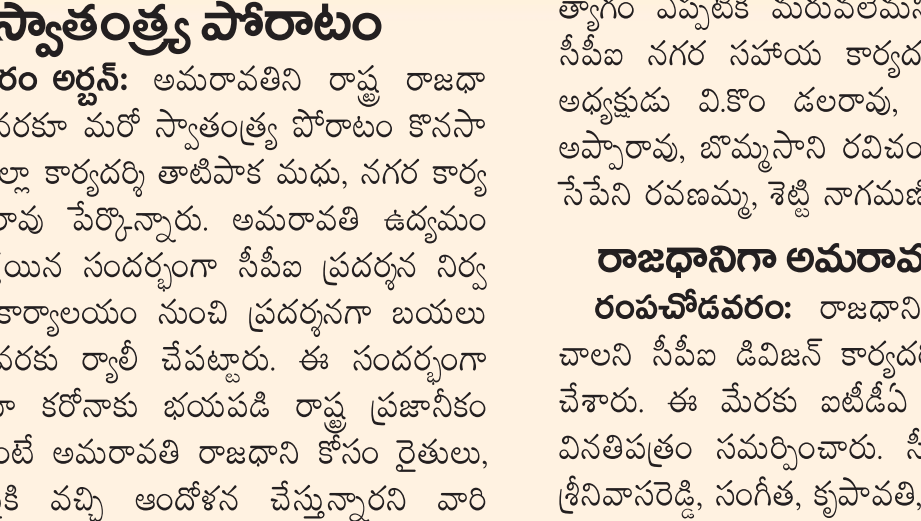 స్వాతంత్ర్య పోరాటం
రం అర్బన్: అమరావతిని రాష్ట్ర రాజధా
వరకూ మరో స్వాతంత్ర్య పోరాటం కొనసా
ల్లా కార్యదర్శి తాటిపాక మధు, నగర కార్య
రావు పేర్కొన్నారు. అమరావతి ఉద్యమం
యిన సందర్భంగా సీపీఐ ప్రదర్శన నిర్వ
కార్యాలయం నుంచి ప్రదర్శనగా బయలు
వరకు ర్యాలీ చేపట్టారు. ఈ సందర్భంగా
కరోనాకు భయపడి రాష్ట్ర ప్రజానీకం
ంటే అమరావతి రాజధాని కోసం రైతులు,
కి వచ్చి ఆందోళన చేస్తున్నారని వారి
త్యాగం ఎప్పటికీ మరువలేమని
సీపీఐ నగర సహాయ కార్యద
అధ్యక్షుడు వి.కొం డలరావు,
అప్పారావు, బొమ్మసాని రవిచం
సేపేని రవణమ్మ, శెట్టి నాగమణి
రాజధానిగా అమరావ
రంపచోడవరం: రాజధాని
చాలని సీపీఐ డివిజన్ కార్యదర
చేశారు. ఈ మేరకు ఐటీడీఏ
వినతిపత్రం సమర్పించారు. సీ
శ్రీనివాసరెడ్డి, సంగీత, కృపావతి,